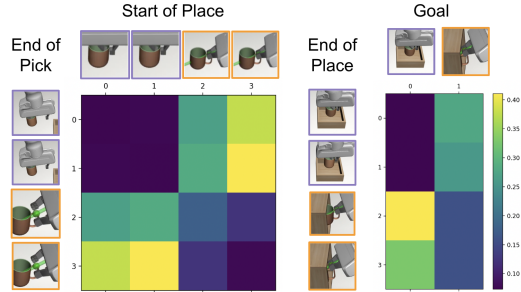 Start of Place
Goal
End of
Pick
End of
Place
0 1 2 3
0 1
0
1
2
3
0
1
2
3
0.40
0.35
0.30
0.25
0.20
0.15
0.10